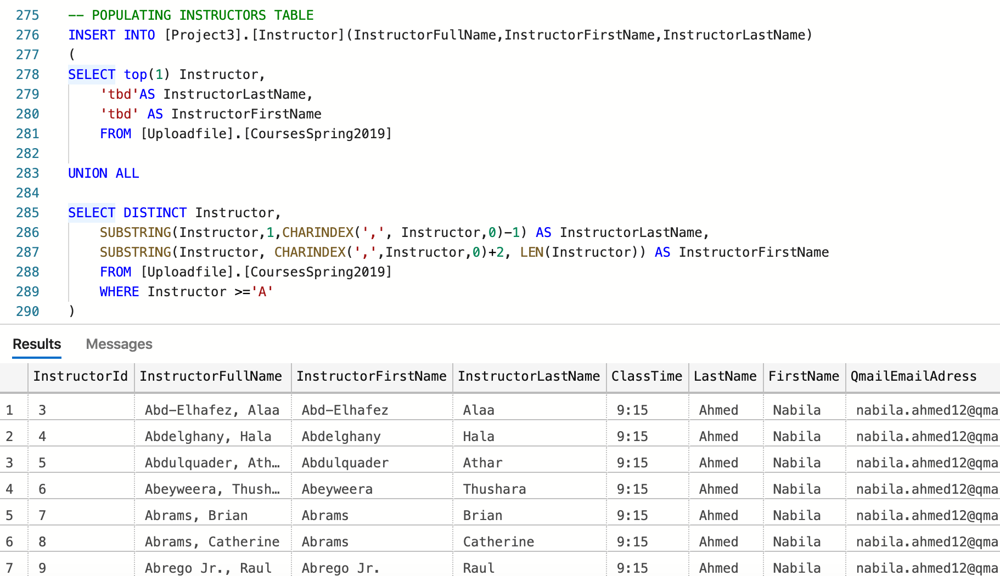 275 -- POPULATING INSTRUCTORS TABLE
276 INSERT INTO [Project3].[Instructor](InstructorFullName,InstructorFirstName,InstructorLastName)
277 (
278 SELECT top(1) Instructor,
279 'tbd'AS InstructorLastName,
280 'tbd' AS InstructorFirstName
281 FROM [Uploadfile].[CoursesSpring2019]
282
283 UNION ALL
284
285 SELECT DISTINCT Instructor,
286 SUBSTRING(Instructor,1,CHARINDEX(',', Instructor,0)-1) AS InstructorLastName,
287 SUBSTRING(Instructor, CHARINDEX(',',Instructor,0)+2, LEN(Instructor)) AS InstructorFirstName
288 FROM [Uploadfile].[CoursesSpring2019]
289 WHERE Instructor >='A'
290 )
Results Messages
InstructorId InstructorFullName InstructorFirstName InstructorLastName ClassTime LastName FirstName QmailEmailAdress
1 3 Abd-Elhafez, Alaa Abd-Elhafez Alaa 9:15 Ahmed Nabila nabila.ahmed12@qma
2 4 Abdelghany, Hala Abdelghany Hala 9:15 Ahmed Nabila nabila.ahmed12@qma
3 5 Abdulquader, Ath… Abdulquader Athar 9:15 Ahmed Nabila nabila.ahmed12@qma
4 6 Abeyweera, Thush… Abeyweera Thushara 9:15 Ahmed Nabila nabila.ahmed12@qma
5 7 Abrams, Brian Abrams Brian 9:15 Ahmed Nabila nabila.ahmed12@qma
6 8 Abrams, Catherine Abrams Catherine 9:15 Ahmed Nabila nabila.ahmed12@qma
7 9 Abrego Jr., Raul Abrego Jr. Raul 9:15 Ahmed Nabila nabila.ahmed12@qma